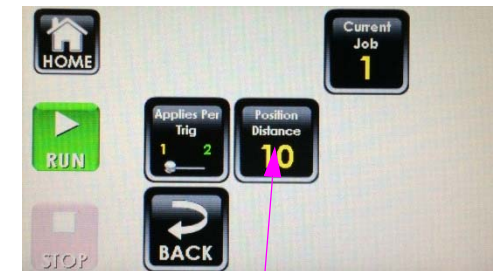 HOME
Current
Job
1
RUN
Applies Per
Trig
1 2
Position
Distance
10
STOP
BACK